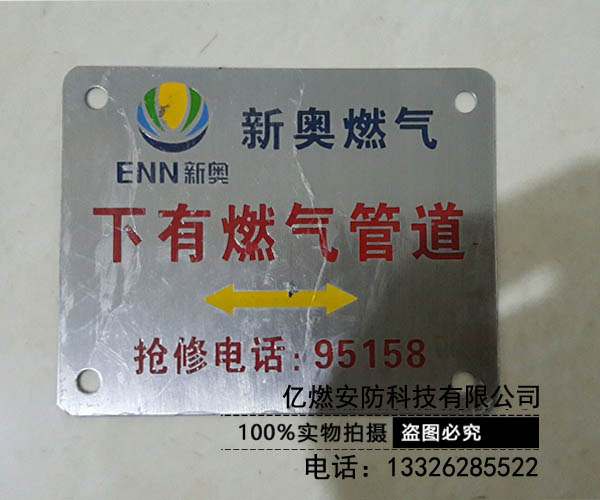 新奥燃气
ENN新奥
下有燃气管道
抢修电话:95158
亿燃安防科技有限公司
100%实物拍摄 盗图必究
电话：13326285522